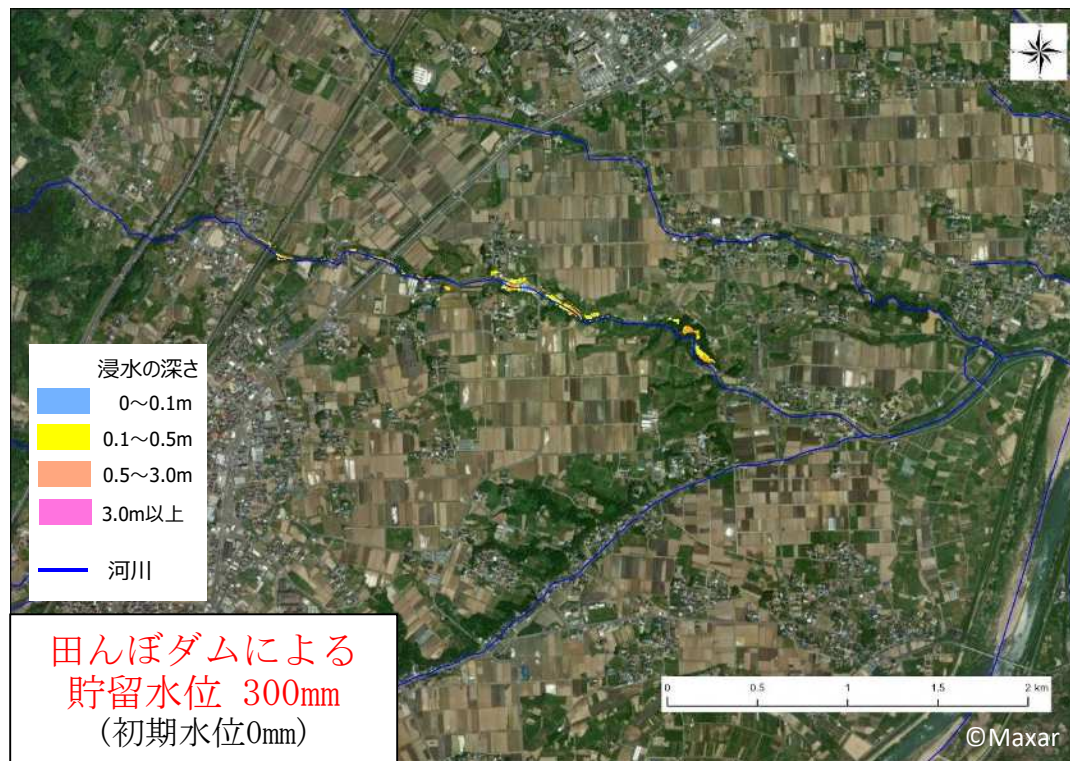 浸水の深さ
0~0.1m
0.1~0.5m
0.5~3.0m
3.0m以上
河川
田んぼダムによる
貯留水位 300mm
(初期水位0mm)
0 0.5 1 1.5 2 km
©Maxar